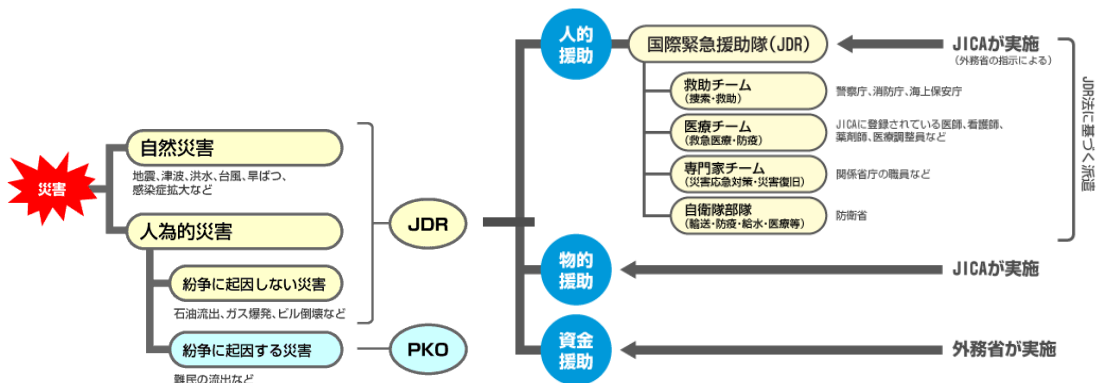 災害
自然災害
地震、津波、洪水、台風、旱ばつ、
感染症拡大など
人為的災害
紛争に起因しない災害
石油流出、ガス爆発、ビル倒壊など
紛争に起因する災害
難民の流出など
JDR
PKO
人的
援助
国際緊急援助隊(JDR)
JICAが実施
(外務省の指示による)
救助チーム
(捜索・救助)
警察庁、消防庁、海上保安庁
医療チーム
(救急医療・防疫)
JICAに登録されている医師、看護師、
薬剤師、医療調整員など
専門家チーム
(災害応急対策・災害復旧)
関係省庁の職員など
自衛隊部隊
(輸送・防疫・給水・医療等)
防衛省
JDR法に基づく派遣
物的
援助
JICAが実施
資金
援助
外務省が実施